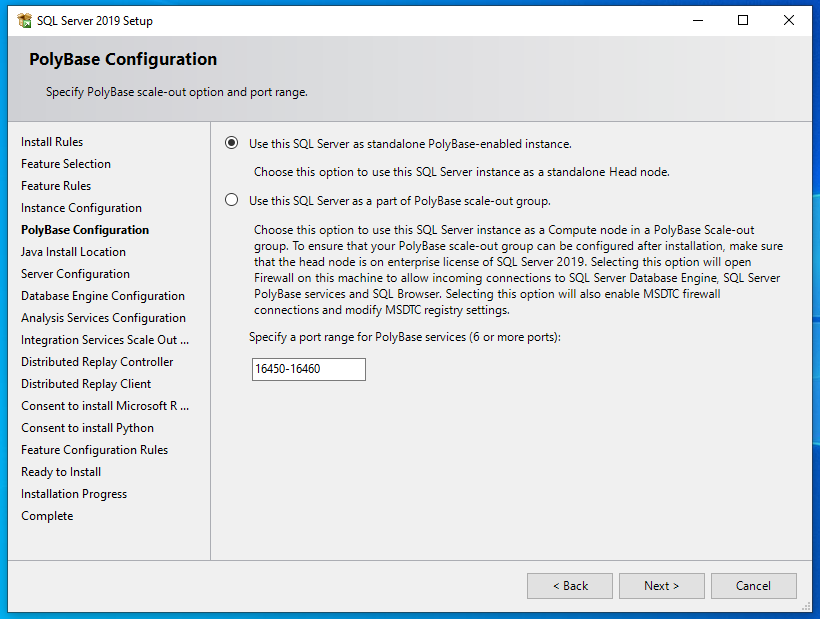 SQL Server 2019 Setup
PolyBase Configuration
Specify PolyBase scale-out option and port range.
Install Rules
Feature Selection
Feature Rules
Instance Configuration
PolyBase Configuration
Java Install Location
Server Configuration
Database Engine Configuration
Analysis Services Configuration
Integration Services Scale Out ...
Distributed Replay Controller
Distributed Replay Client
Consent to install Microsoft R ...
Consent to install Python
Feature Configuration Rules
Ready to Install
Installation Progress
Complete
Use this SQL Server as standalone PolyBase-enabled instance.
Choose this option to use this SQL Server instance as a standalone Head node.
Use this SQL Server as a part of PolyBase scale-out group.
Choose this option to use this SQL Server instance as a Compute node in a PolyBase Scale-out
group. To ensure that your PolyBase scale-out group can be configured after installation, make sure
that the head node is on enterprise license of SQL Server 2019. Selecting this option will open
Firewall on this machine to allow incoming connections to SQL Server Database Engine, SQL Server
PolyBase services and SQL Browser. Selecting this option will also enable MSDTC firewall
connections and modify MSDTC registry settings.
Specify a port range for PolyBase services (6 or more ports):
16450-16460
< Back
Next >
Cancel